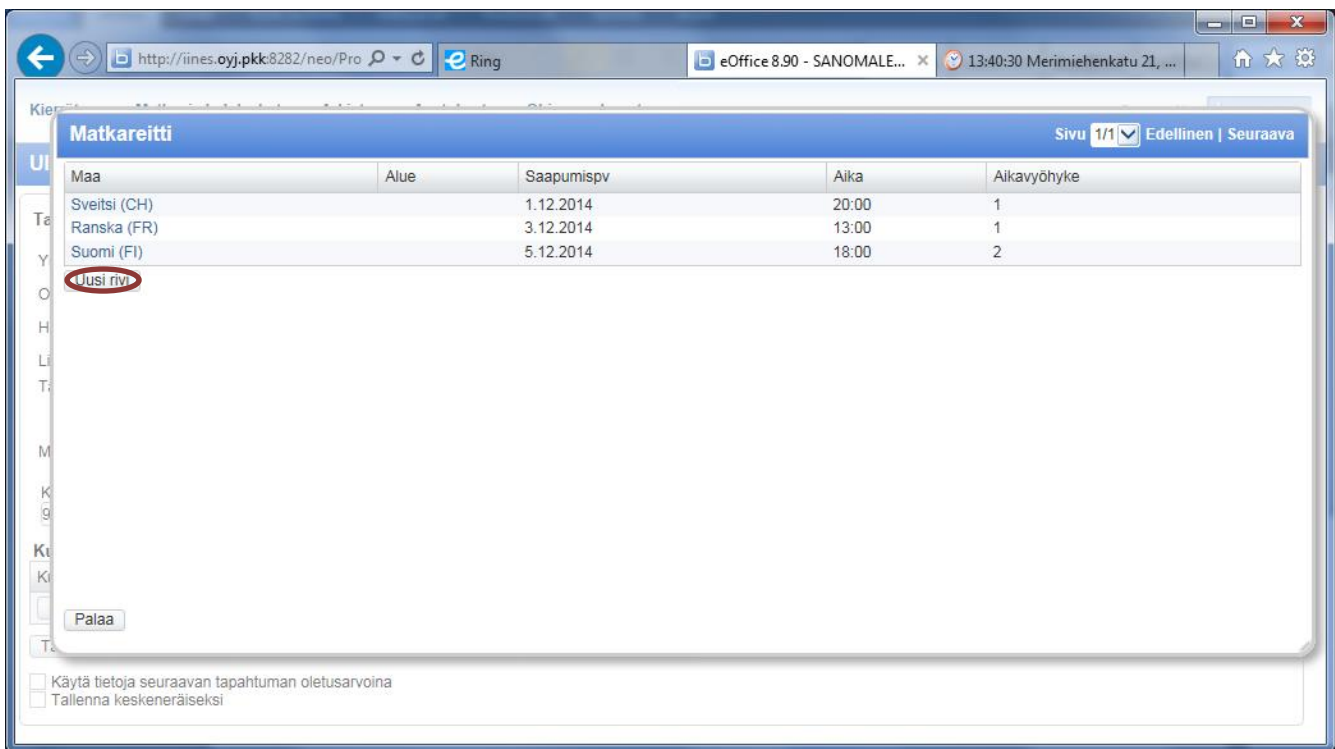 http://iines.oyj.pkk:8282/neo/Pro Ring eOffice 8.90 - SANOMALE... 13:40:30 Merimiehenkatu 21, ...
Matkareitti Sivu 1/1 Edellinen | Seuraava
Maa Alue Saapumispv Aika Aikavyöhyke
Sveitsi (CH) 1.12.2014 20:00 1
Ranska (FR) 3.12.2014 13:00 1
Suomi (FI) 5.12.2014 18:00 2
Uusi rivi
Palaa
Käytä tietoja seuraavan tapahtuman oletusarvoina
Tallenna keskeneräiseksi